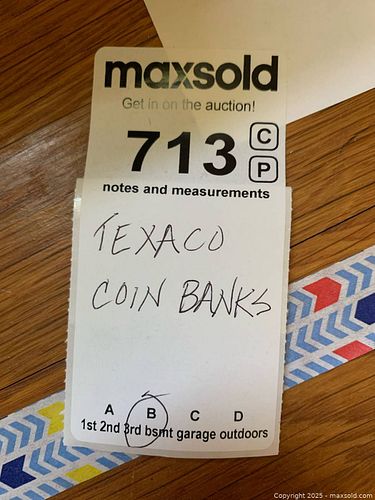 maxsold
Get in on the auction!
713 C
P
notes and measurements
TEXACO
COIN BANKS
A B C D
1st 2nd 3rd bsmt garage outdoors
Copyright 2025 - maxsold.com